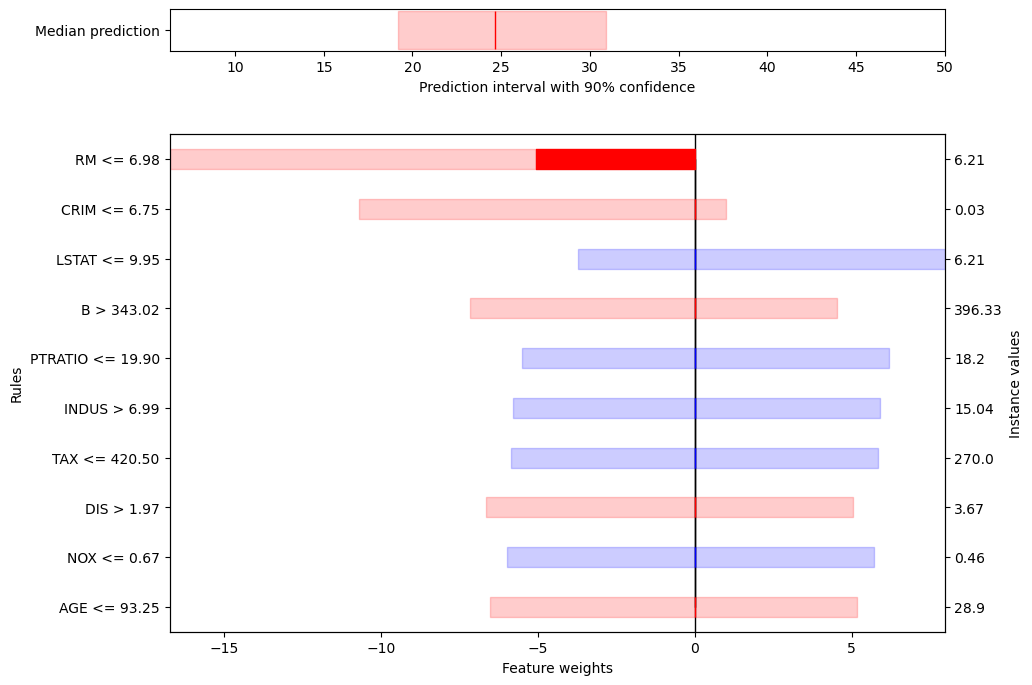 Median prediction
10 15 20 25 30 35 40 45 50
Prediction interval with 90% confidence
RM <= 6.98 6.21
CRIM <= 6.75 0.03
LSTAT <= 9.95 6.21
B > 343.02 396.33
PTRATIO <= 19.90 18.2
INDUS > 6.99 15.04
TAX <= 420.50 270.0
DIS > 1.97 3.67
NOX <= 0.67 0.46
AGE <= 93.25 28.9
Rules
Instance values
−15 −10 −5 0 5
Feature weights